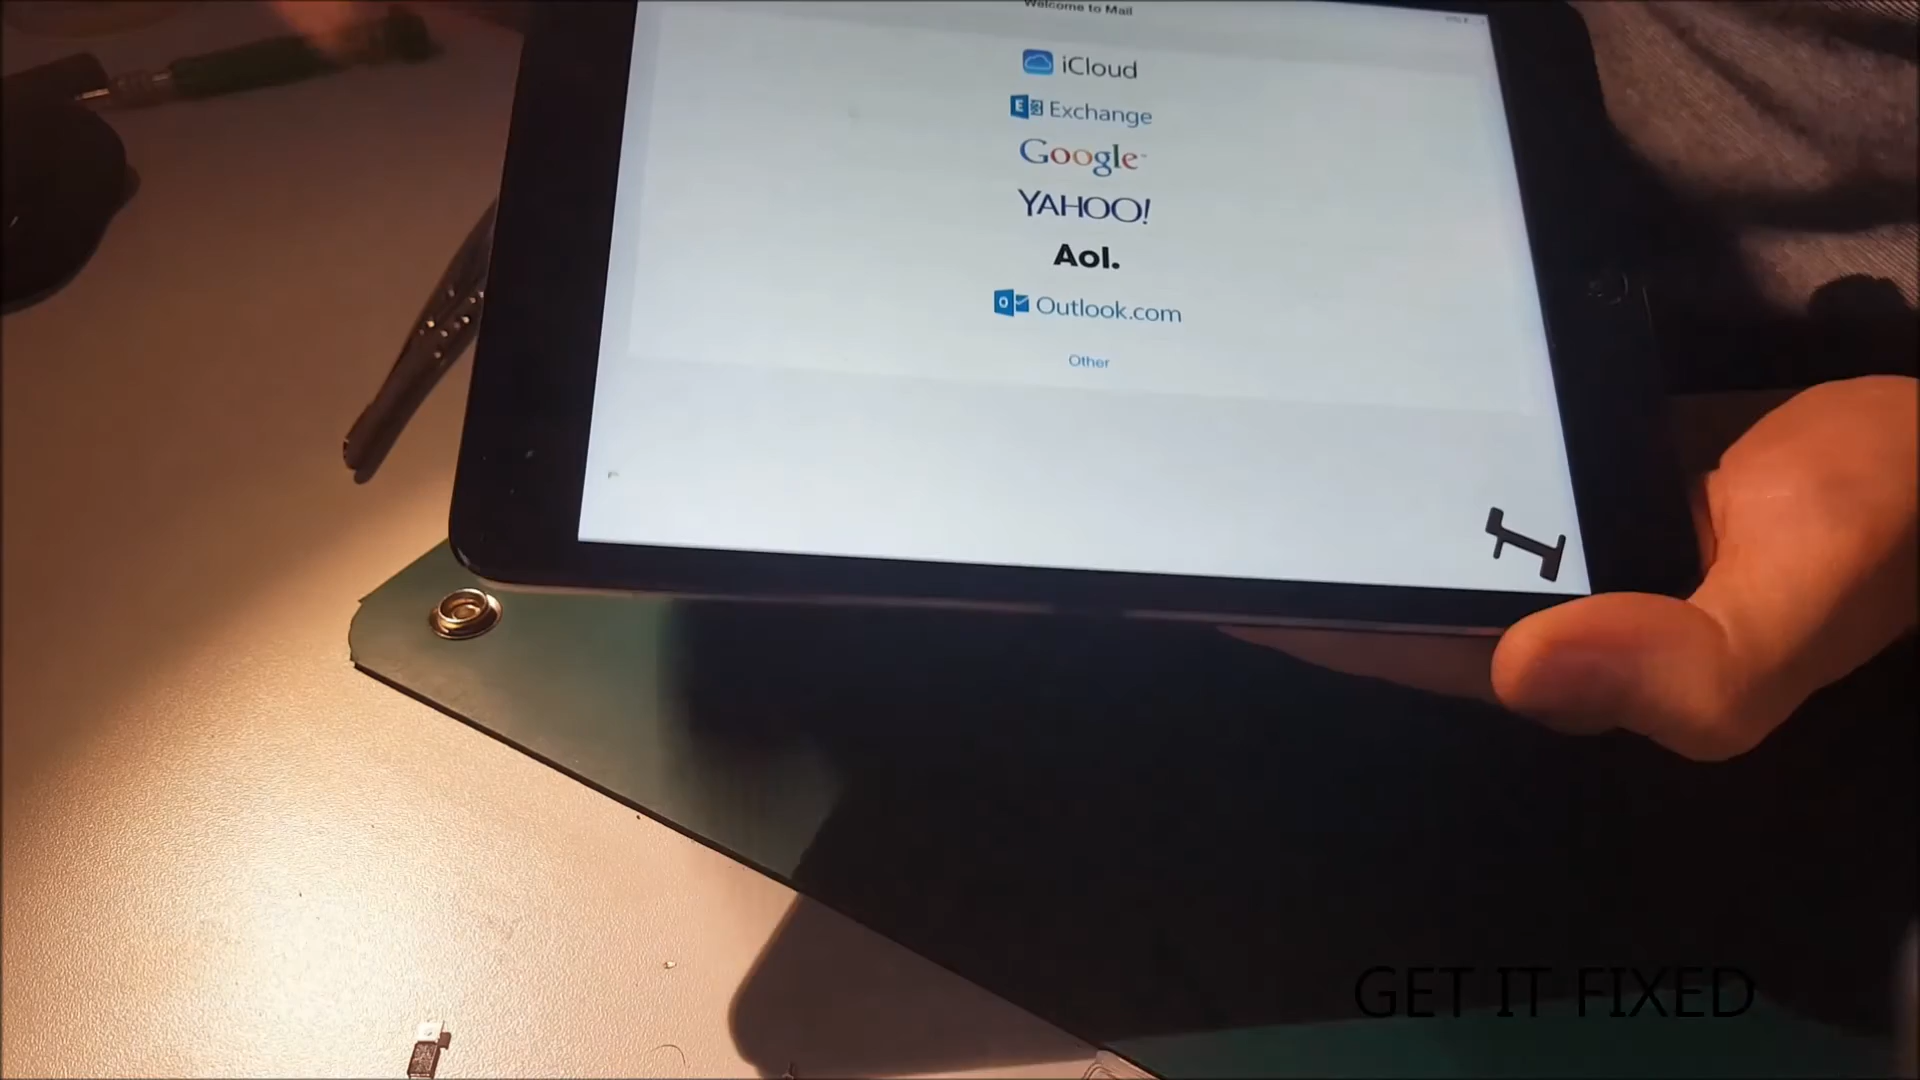 Welcome to Mail
iCloud
E Exchange
Google
YAHOO!
Aol.
O Outlook.com
Other
GET IT FIXED